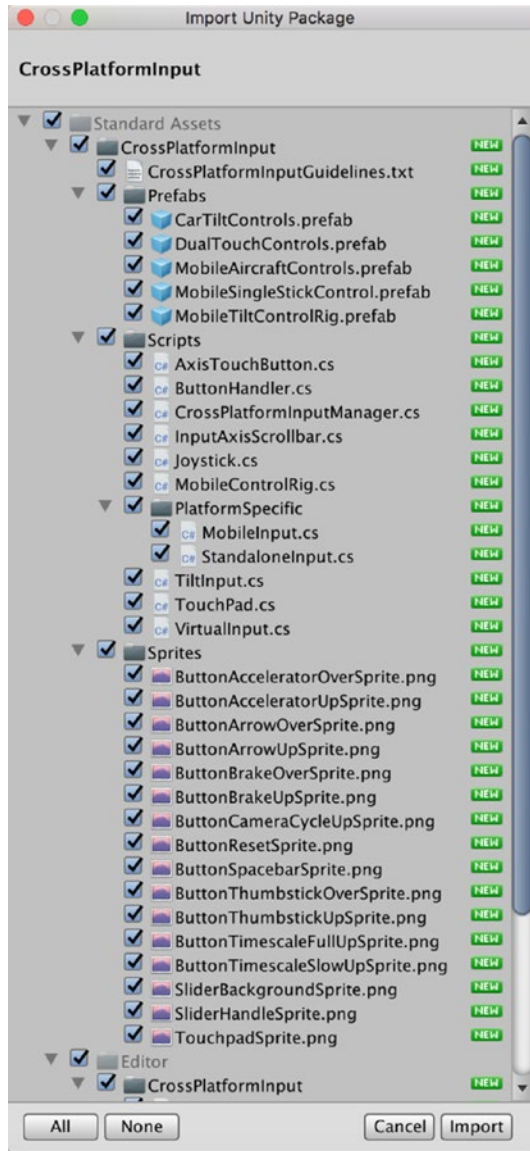 Import Unity Package
CrossPlatformInput
Standard Assets
CrossPlatformInput NEW
CrossPlatformInputGuidelines.txt NEW
Prefabs NEW
CarTiltControls.prefab NEW
DualTouchControls.prefab NEW
MobileAircraftControls.prefab NEW
MobileSingleStickControl.prefab NEW
MobileTiltControlRig.prefab NEW
Scripts NEW
C# AxisTouchButton.cs NEW
C# ButtonHandler.cs NEW
C# CrossPlatformInputManager.cs NEW
C# InputAxisScrollbar.cs NEW
C# Joystick.cs NEW
C# MobileControlRig.cs NEW
PlatformSpecific NEW
C# MobileInput.cs NEW
C# StandaloneInput.cs NEW
C# TiltInput.cs NEW
C# TouchPad.cs NEW
C# VirtualInput.cs NEW
Sprites NEW
ButtonAcceleratorOverSprite.png NEW
ButtonAcceleratorUpSprite.png NEW
ButtonArrowOverSprite.png NEW
ButtonArrowUpSprite.png NEW
ButtonBrakeOverSprite.png NEW
ButtonBrakeUpSprite.png NEW
ButtonCameraCycleUpSprite.png NEW
ButtonResetSprite.png NEW
ButtonSpacebarSprite.png NEW
ButtonThumbstickOverSprite.png NEW
ButtonThumbstickUpSprite.png NEW
ButtonTimescaleFullUpSprite.png NEW
ButtonTimescaleSlowUpSprite.png NEW
SliderBackgroundSprite.png NEW
SliderHandleSprite.png NEW
TouchpadSprite.png NEW
Editor
CrossPlatformInput NEW
All None Cancel Import